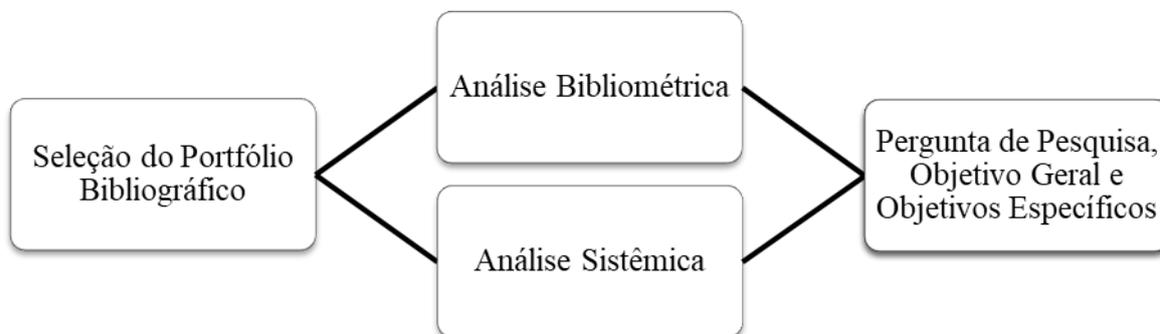 Seleção do Portfólio
Bibliográfico
Análise Bibliométrica
Análise Sistêmica
Pergunta de Pesquisa,
Objetivo Geral e
Objetivos Específicos